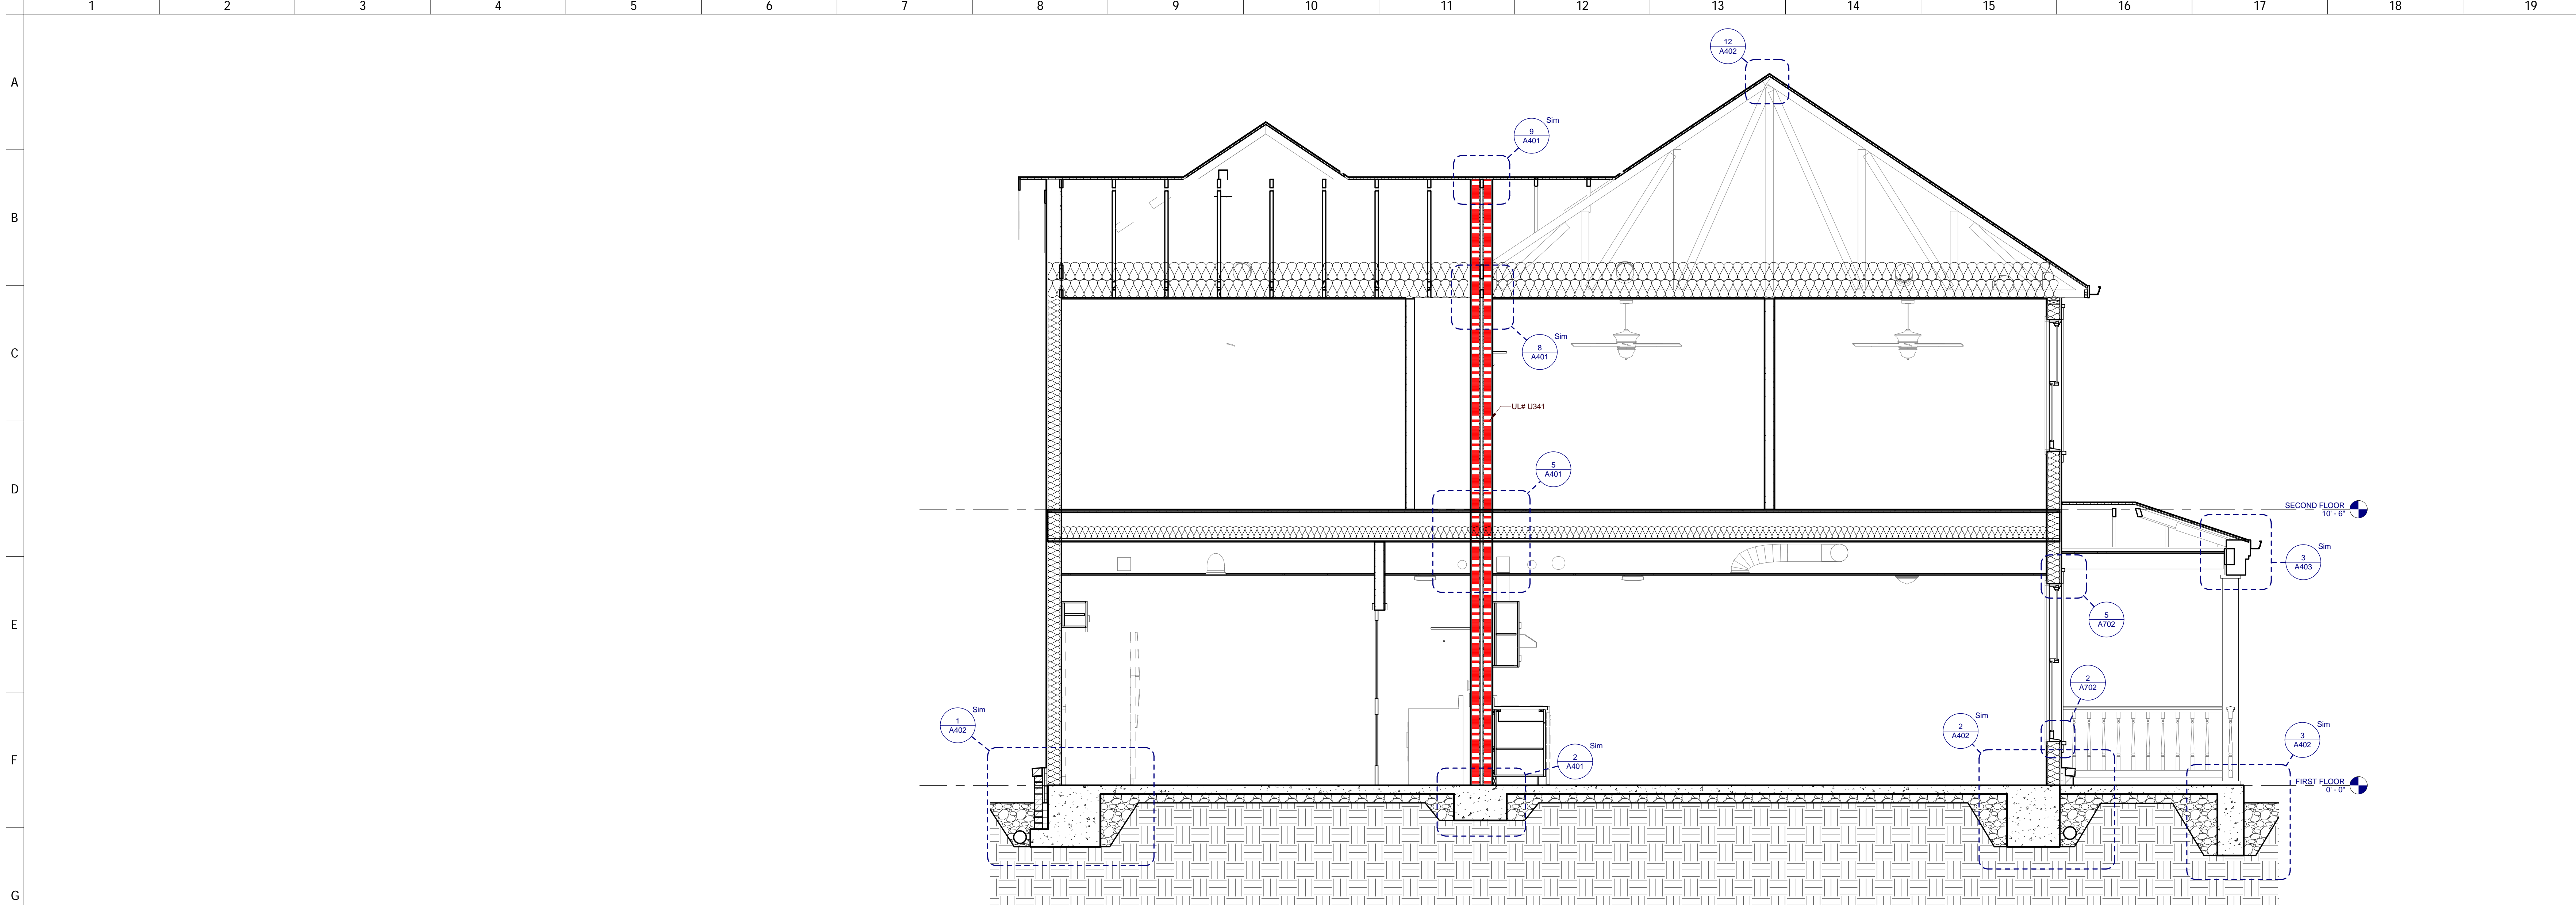 1 2 3 4 5 6 7 8 9 10 11 12 13 14 15 16 17 18 19
A
B
C
D
E
F
G
12
A402
Sim
9
A401
Sim
8
A401
UL# U341
5
A401
SECOND FLOOR
10' - 6"
Sim
3
A403
5
A702
2
A702
Sim
1
A402
Sim
2
A402
Sim
3
A402
Sim
2
A401
FIRST FLOOR
0' - 0"